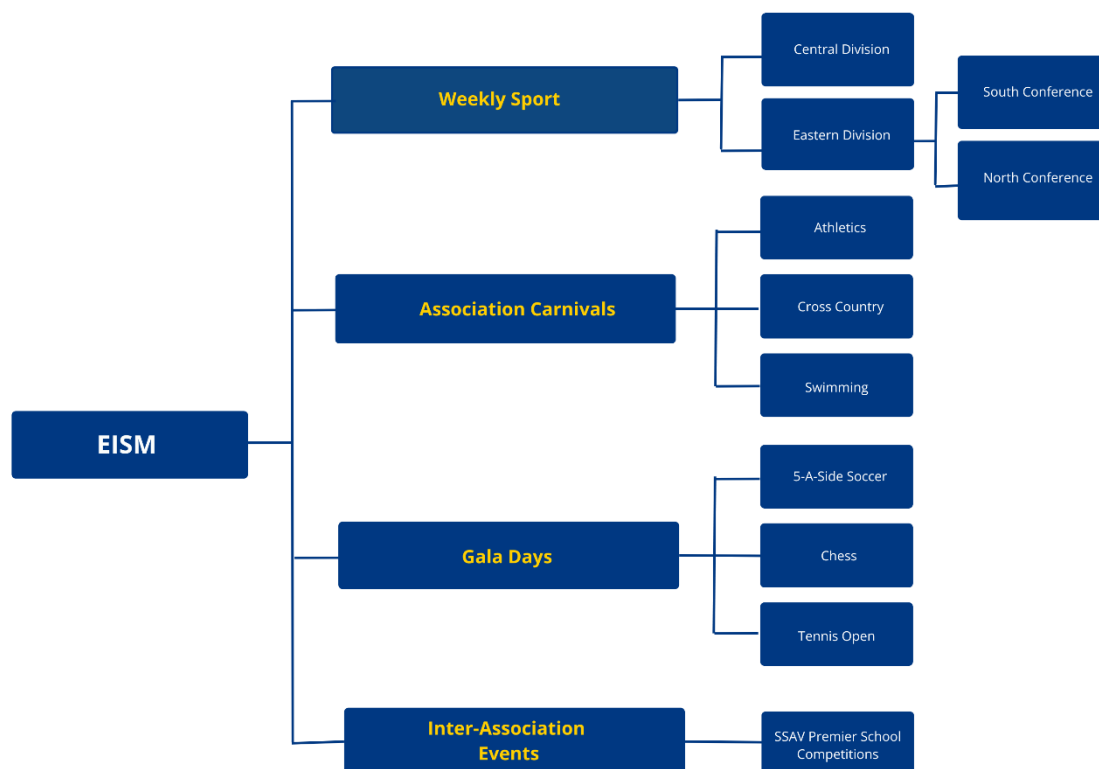 EISM
Weekly Sport
Central Division
Eastern Division
South Conference
North Conference
Association Carnivals
Athletics
Cross Country
Swimming
Gala Days
5-A-Side Soccer
Chess
Tennis Open
Inter-Association
Events
SSAV Premier School
Competitions